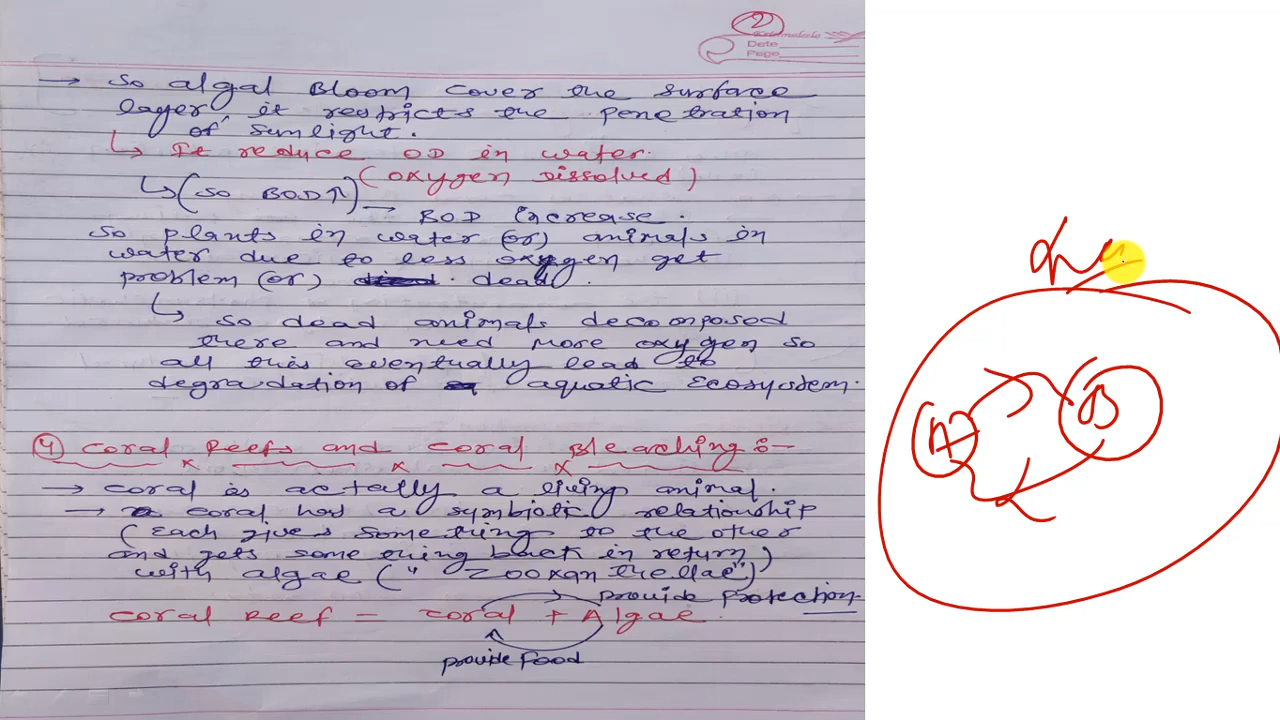 2
Date
Page
→ So algal Bloom cover the surface
layer, it restricts the penetration
of sunlight.
↳ It reduce OD in water.
(oxygen Dissolved)
↳ (so BOD↑) → BOD increase.
so plants in water (or) animals in
water due to less oxygen get
problem (or) dead.
↳ so dead animals decomposed
there and need more oxygen so
all this eventually lead to
degradation of aquatic Ecosystem.
4 Coral Reefs and coral Bleaching :-
→ coral is actally a living animal.
→ coral has a symbiotic relationship
(Each gives something to the other
and gets something back in return)
with algae ("Zooxanthellae")
provide protection
coral Reef = coral + Algae.
provide Food
A
B